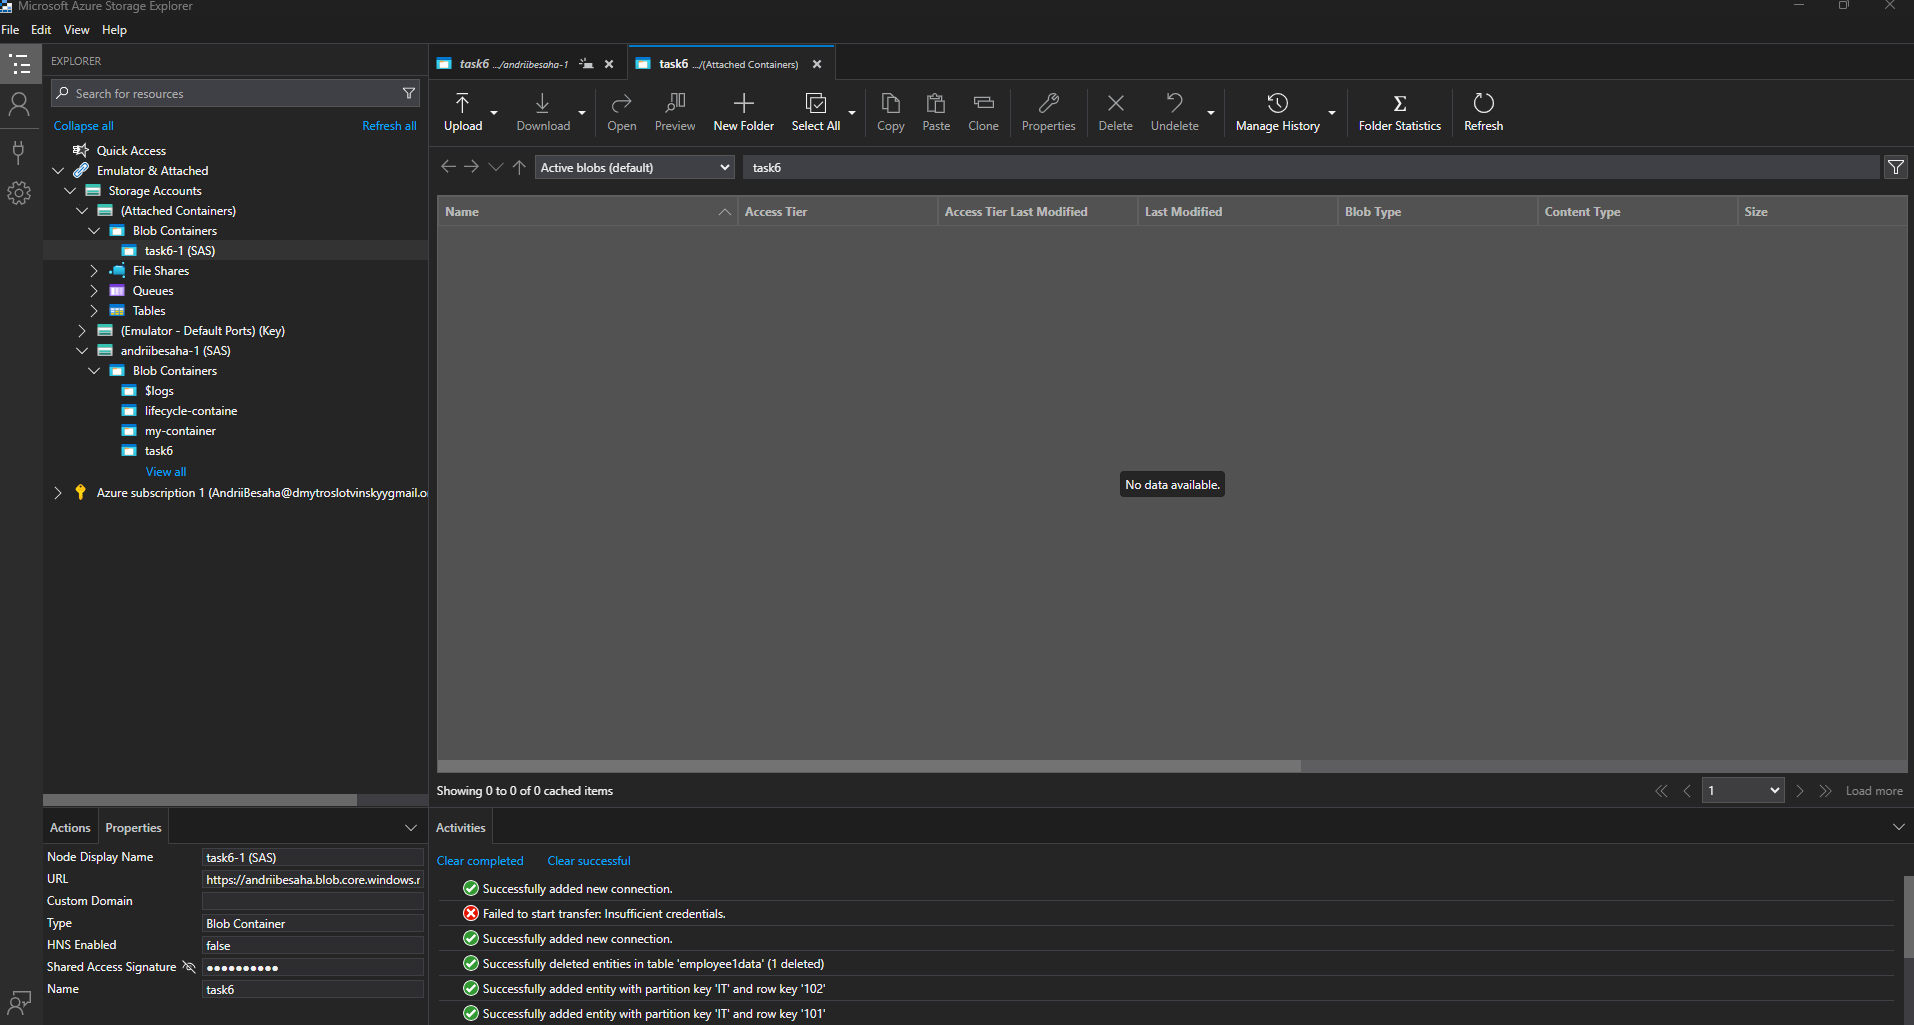 Microsoft Azure Storage Explorer
File Edit View Help
EXPLORER
Search for resources
Collapse all Refresh all
Quick Access
Emulator & Attached
Storage Accounts
(Attached Containers)
Blob Containers
task6-1 (SAS)
File Shares
Queues
Tables
(Emulator - Default Ports) (Key)
andriibesaha-1 (SAS)
Blob Containers
$logs
lifecycle-containe
my-container
task6
View all
Azure subscription 1 (AndriiBesaha@dmytroslotvinskyygmail.o
Actions Properties
Node Display Name task6-1 (SAS)
URL https://andriibesaha.blob.core.windows.r
Custom Domain
Type Blob Container
HNS Enabled false
Shared Access Signature ●●●●●●●●●●
Name task6
task6 .../andriibesaha-1 task6 .../(Attached Containers)
Upload Download Open Preview New Folder Select All Copy Paste Clone Properties Delete Undelete Manage History Folder Statistics Refresh
Active blobs (default) task6
Name Access Tier Access Tier Last Modified Last Modified Blob Type Content Type Size
No data available.
Showing 0 to 0 of 0 cached items 1 Load more
Activities
Clear completed Clear successful
Successfully added new connection.
Failed to start transfer: Insufficient credentials.
Successfully added new connection.
Successfully deleted entities in table 'employee1data' (1 deleted)
Successfully added entity with partition key 'IT' and row key '102'
Successfully added entity with partition key 'IT' and row key '101'